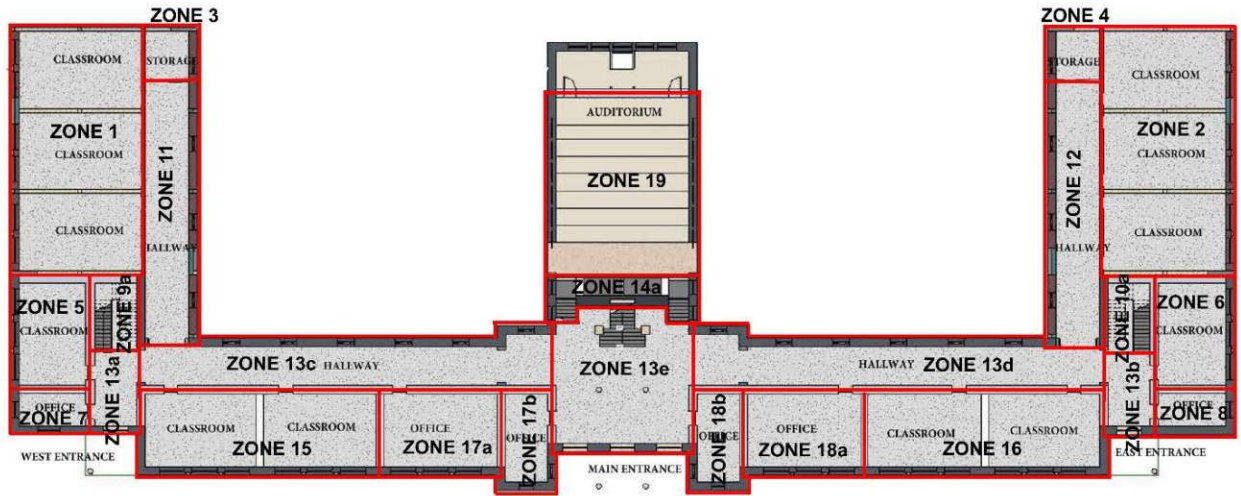 ZONE 3
ZONE 4
CLASSROOM
STORAGE
STORAGE
CLASSROOM
AUDITORIUM
ZONE 1
ZONE 2
CLASSROOM
CLASSROOM
ZONE 11
ZONE 19
ZONE 12
CLASSROOM
HALLWAY
HALLWAY
CLASSROOM
ZONE 5
ZONE 9a
ZONE 14a
ZONE 10a
ZONE 6
CLASSROOM
CLASSROOM
ZONE 13a
ZONE 13c
HALLWAY
ZONE 13e
HALLWAY
ZONE 13d
ZONE 13b
OFFICE
ZONE 7
OFFICE
ZONE 8
CLASSROOM
CLASSROOM
ZONE 15
OFFICE
ZONE 17a
OFFICE
ZONE 17b
OFFICE
ZONE 18b
OFFICE
ZONE 18a
CLASSROOM
CLASSROOM
ZONE 16
WEST ENTRANCE
MAIN ENTRANCE
EAST ENTRANCE